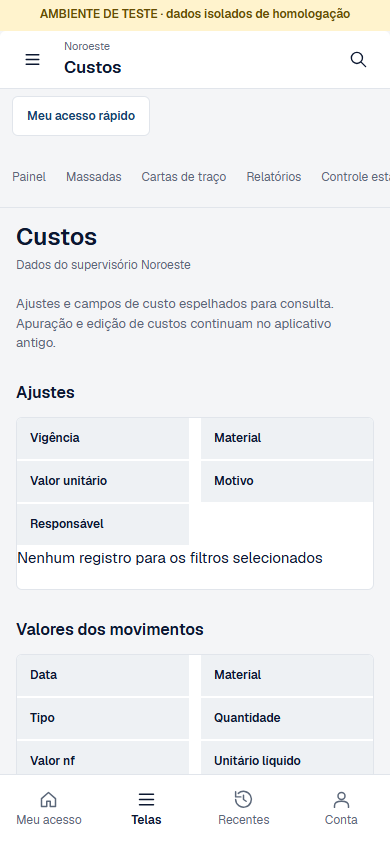 AMBIENTE DE TESTE · dados isolados de homologação
Noroeste
Custos
Meu acesso rápido
Painel Massadas Cartas de traço Relatórios Controle est
Custos
Dados do supervisório Noroeste
Ajustes e campos de custo espelhados para consulta.
Apuração e edição de custos continuam no aplicativo
antigo.
Ajustes
Vigência Material
Valor unitário Motivo
Responsável
Nenhum registro para os filtros selecionados
Valores dos movimentos
Data Material
Tipo Quantidade
Valor nf Unitário líquido
Meu acesso Telas Recentes Conta